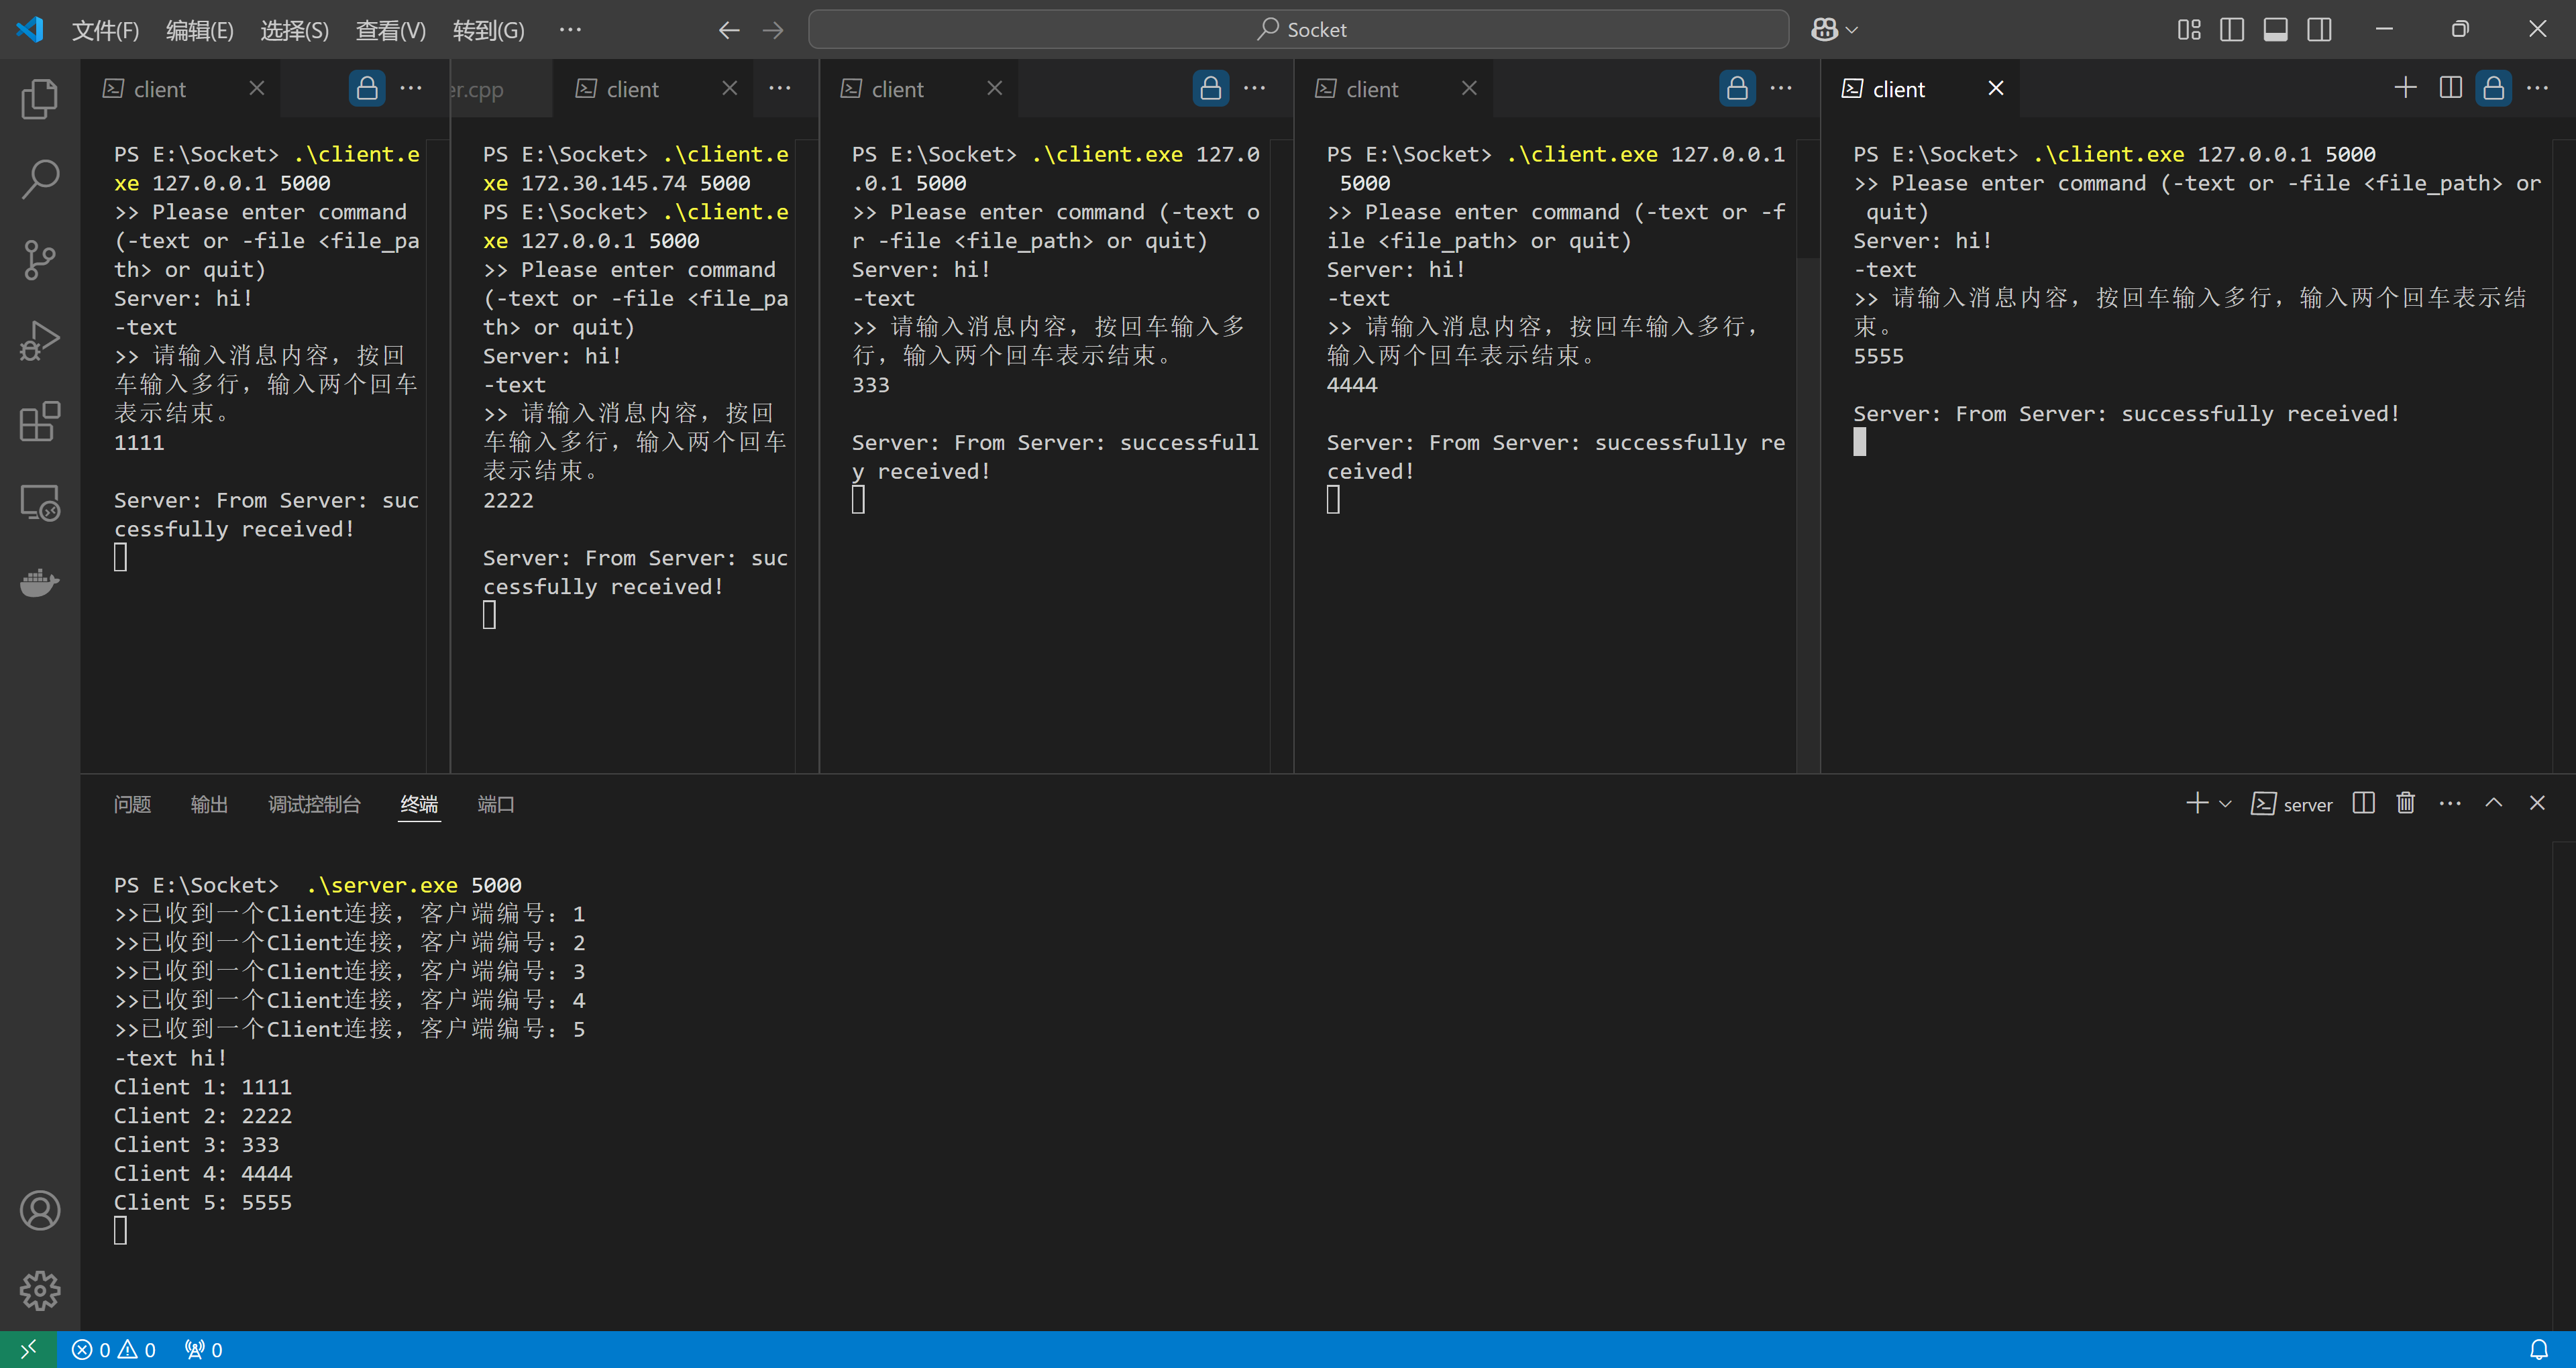 文件(F) 编辑(E) 选择(S) 查看(V) 转到(G) ··· Socket
client
PS E:\Socket> .\client.e
xe 127.0.0.1 5000
>> Please enter command
(-text or -file <file_pa
th> or quit)
Server: hi!
-text
>> 请输入消息内容，按回
车输入多行，输入两个回车
表示结束。
1111
Server: From Server: suc
cessfully received!
er.cpp client
PS E:\Socket> .\client.e
xe 172.30.145.74 5000
PS E:\Socket> .\client.e
xe 127.0.0.1 5000
>> Please enter command
(-text or -file <file_pa
th> or quit)
Server: hi!
-text
>> 请输入消息内容，按回
车输入多行，输入两个回车
表示结束。
2222
Server: From Server: suc
cessfully received!
client
PS E:\Socket> .\client.exe 127.0
.0.1 5000
>> Please enter command (-text o
r -file <file_path> or quit)
Server: hi!
-text
>> 请输入消息内容，按回车输入多
行，输入两个回车表示结束。
333
Server: From Server: successfull
y received!
client
PS E:\Socket> .\client.exe 127.0.0.1
5000
>> Please enter command (-text or -f
ile <file_path> or quit)
Server: hi!
-text
>> 请输入消息内容，按回车输入多行，
输入两个回车表示结束。
4444
Server: From Server: successfully re
ceived!
client
PS E:\Socket> .\client.exe 127.0.0.1 5000
>> Please enter command (-text or -file <file_path> or
quit)
Server: hi!
-text
>> 请输入消息内容，按回车输入多行，输入两个回车表示结
束。
5555
Server: From Server: successfully received!
问题 输出 调试控制台 终端 端口 server
PS E:\Socket>  .\server.exe 5000
>>已收到一个Client连接，客户端编号：1
>>已收到一个Client连接，客户端编号：2
>>已收到一个Client连接，客户端编号：3
>>已收到一个Client连接，客户端编号：4
>>已收到一个Client连接，客户端编号：5
-text hi!
Client 1: 1111
Client 2: 2222
Client 3: 333
Client 4: 4444
Client 5: 5555
0 0 0